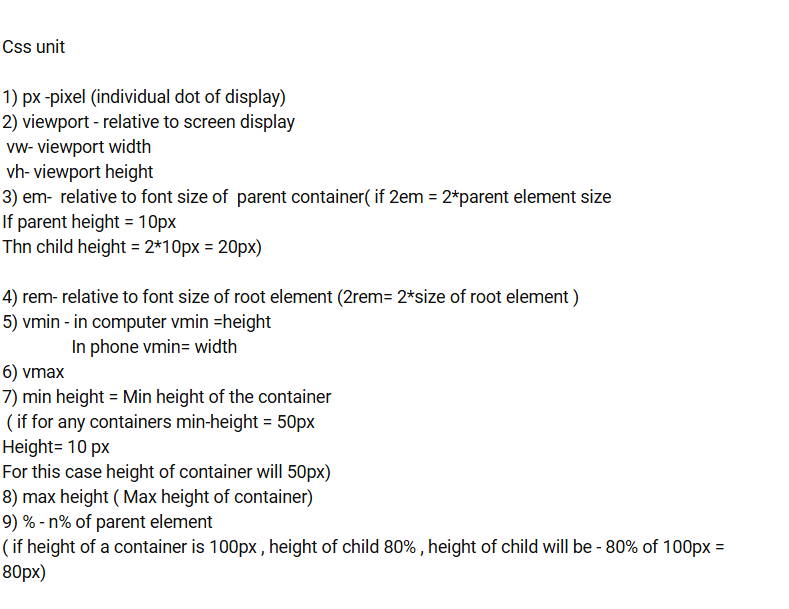 Css unit
1) px -pixel (individual dot of display)
2) viewport - relative to screen display
vw- viewport width
vh- viewport height
3) em-  relative to font size of  parent container( if 2em = 2*parent element size
If parent height = 10px
Thn child height = 2*10px = 20px)
4) rem- relative to font size of root element (2rem= 2*size of root element )
5) vmin - in computer vmin =height
In phone vmin= width
6) vmax
7) min height = Min height of the container
( if for any containers min-height = 50px
Height= 10 px
For this case height of container will 50px)
8) max height ( Max height of container)
9) % - n% of parent element
( if height of a container is 100px , height of child 80% , height of child will be - 80% of 100px =
80px)